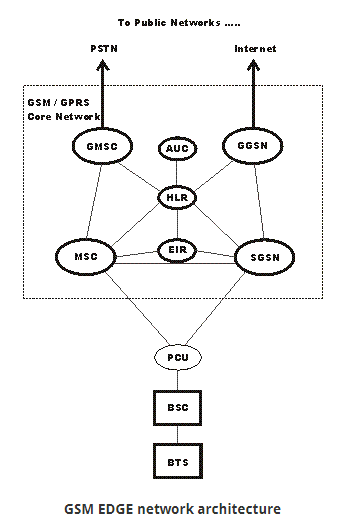 To Public Networks .....
PSTN
Internet
GSM / GPRS
Core Network
GMSC
AUC
GGSN
HLR
MSC
EIR
SGSN
PCU
BSC
BTS
GSM EDGE network architecture